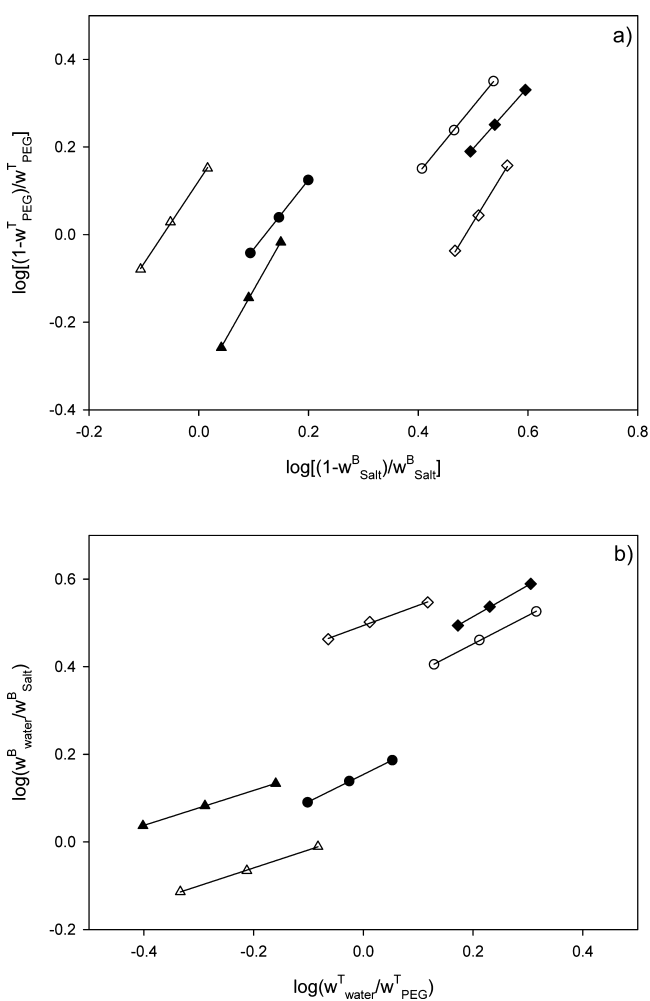 a)
0.4
0.2
0.0
-0.2
-0.4
-0.2 0.0 0.2 0.4 0.6 0.8
log[(1-w^T_PEG)/w^T_PEG]
log[(1-w^B_Salt)/w^B_Salt]
b)
0.6
0.4
0.2
0.0
-0.2
-0.4 -0.2 0.0 0.2 0.4
log(w^B_water/w^B_Salt)
log(w^T_water/w^T_PEG)